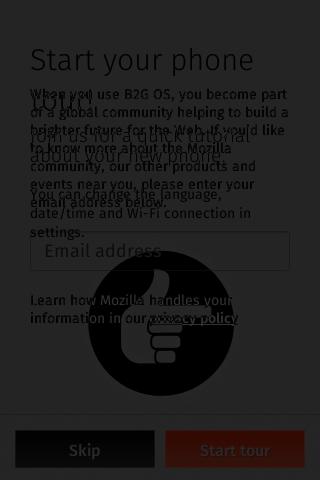 Start your phone
tour!
When you use B2G OS, you become part
of a global community helping to build a
brighter future for the Web. If you'd like
to know more about the Mozilla
community, our other products and
events near you, please enter your
email address below.
Join us for a quick tutorial
about your new phone.
You can change the language,
date/time and Wi-Fi connection in
settings.
Email address
Learn how Mozilla handles your
information in our privacy policy
Skip
Start tour